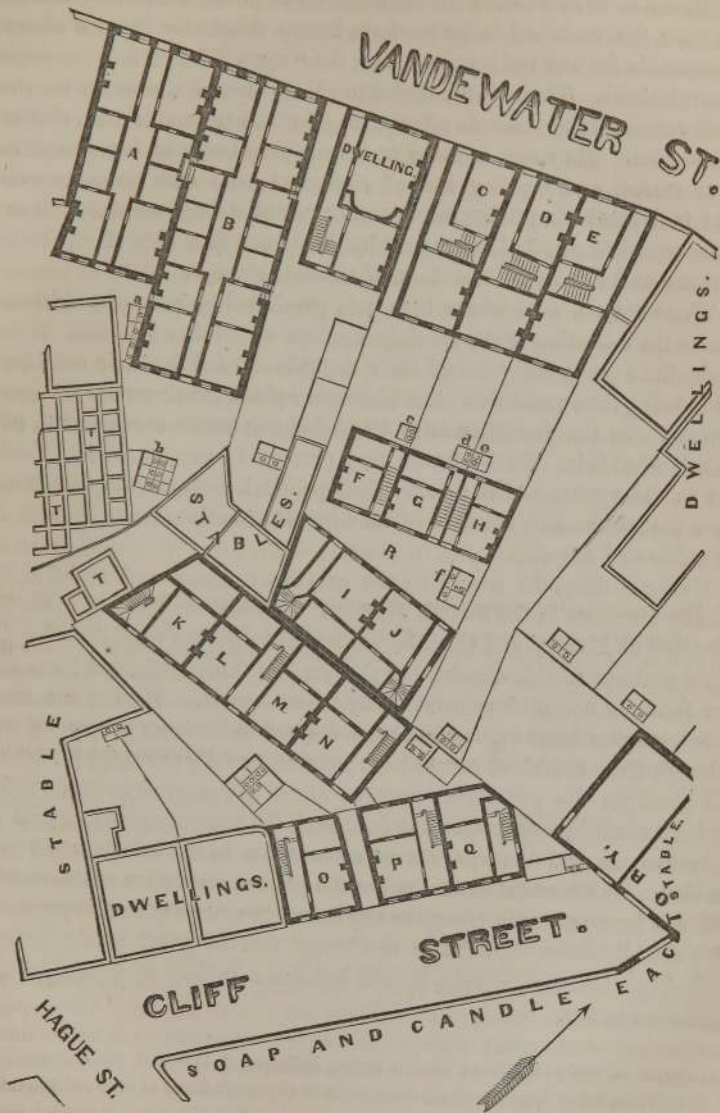 VANDEWATER ST.
A
B
DWELLING.
C
D
E
DWELLINGS.
a
T
T
b
c
d e
F
G
H
STABLES.
R
f
T
I
J
K
L
M
N
STABLE
DWELLINGS.
O
P
Q
STABLE.
CLIFF STREET.
HAGUE ST.
SOAP AND CANDLE FACTORY,